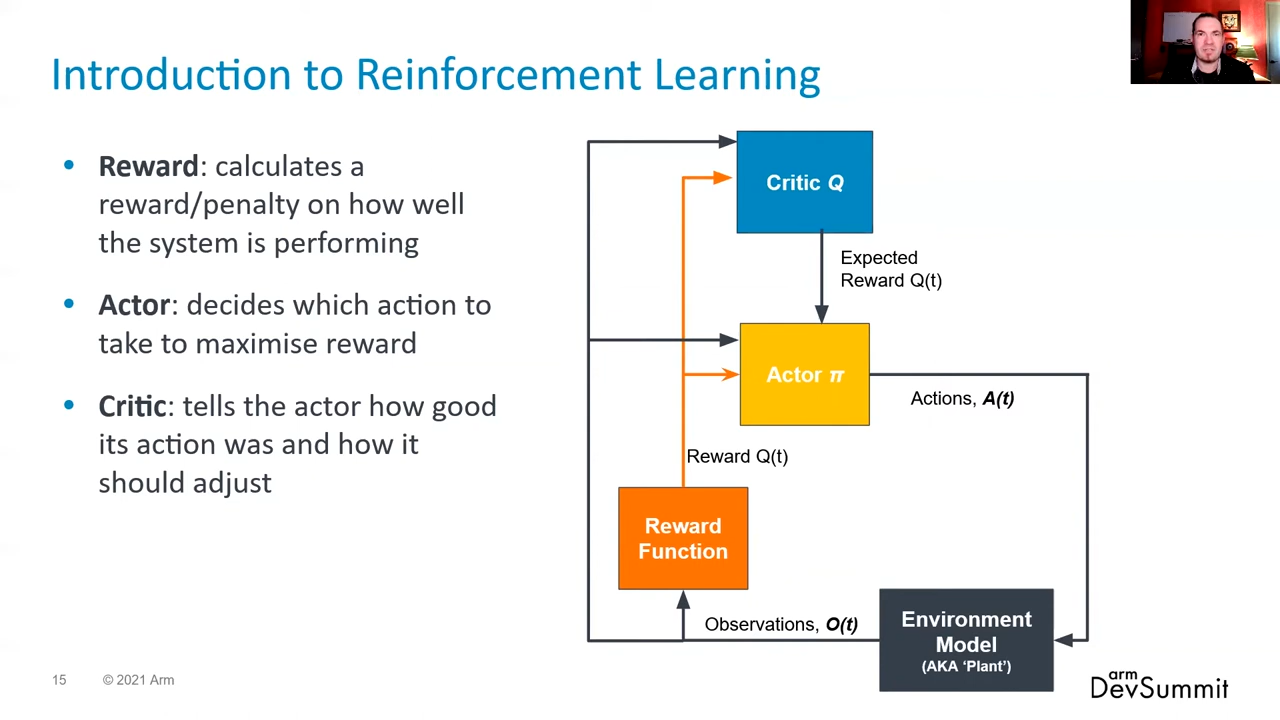 Introduction to Reinforcement Learning
• Reward: calculates a
reward/penalty on how well
the system is performing
• Actor: decides which action to
take to maximise reward
• Critic: tells the actor how good
its action was and how it
should adjust
Critic Q
Expected
Reward Q(t)
Actor π
Actions, A(t)
Reward Q(t)
Reward
Function
Observations, O(t)
Environment
Model
(AKA ‘Plant’)
15 © 2021 Arm
arm
DevSummit